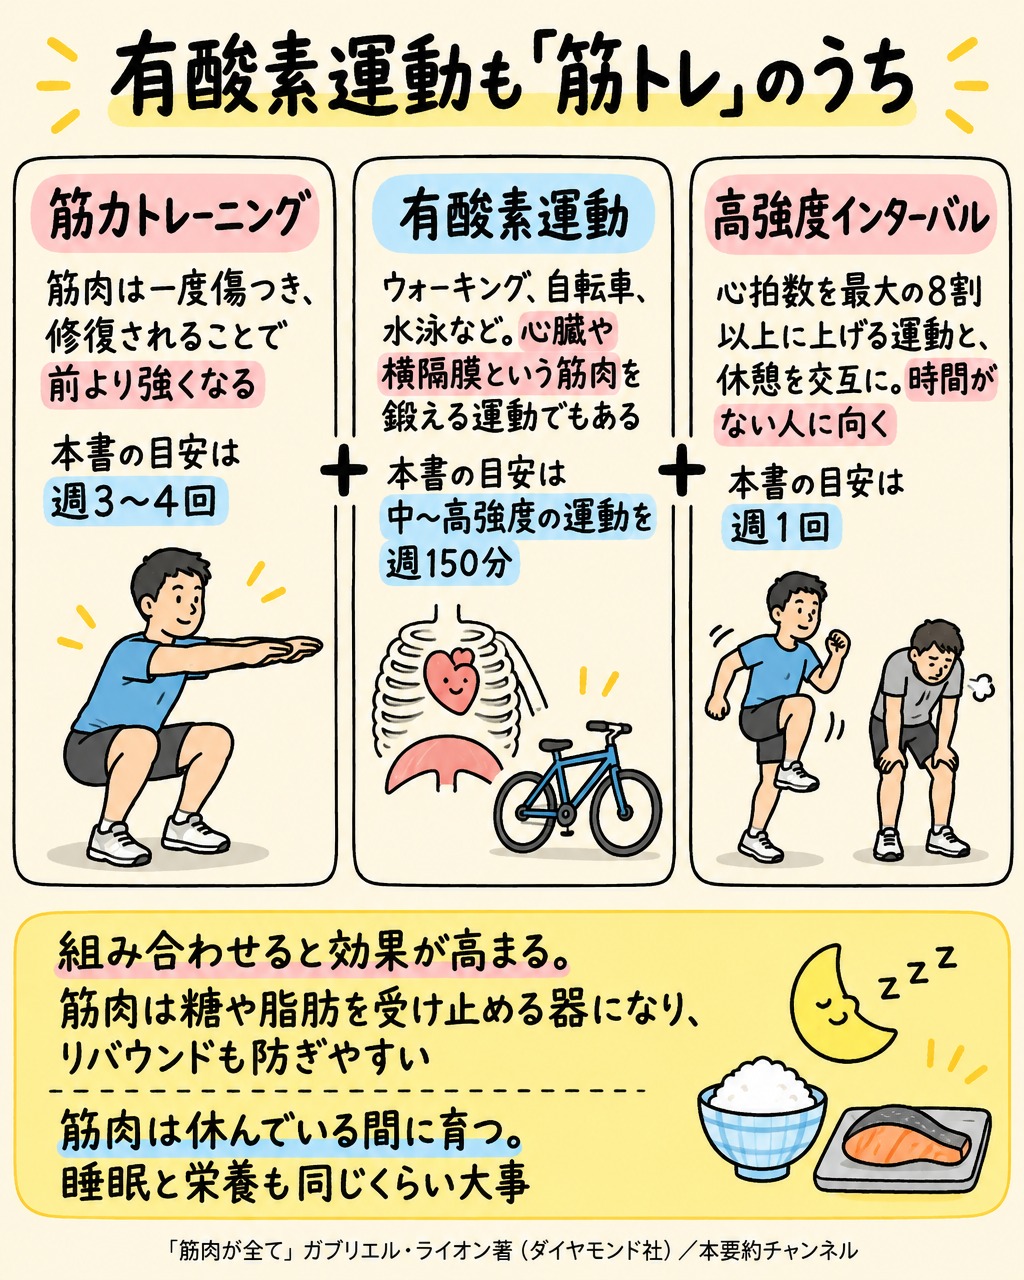 有酸素運動も「筋トレ」のうち
筋力トレーニング
筋肉は一度傷つき、
修復されることで
前より強くなる
本書の目安は
週3〜4回
+
有酸素運動
ウォーキング、自転車、
水泳など。心臓や
横隔膜という筋肉を
鍛える運動でもある
本書の目安は
中〜高強度の運動を
週150分
+
高強度インターバル
心拍数を最大の8割
以上に上げる運動と、
休憩を交互に。時間が
ない人に向く
本書の目安は
週1回
組み合わせると効果が高まる。
筋肉は糖や脂肪を受け止める器になり、
リバウンドも防ぎやすい
筋肉は休んでいる間に育つ。
睡眠と栄養も同じくらい大事
z z z
「筋肉が全て」ガブリエル・ライオン著（ダイヤモンド社）／本要約チャンネル